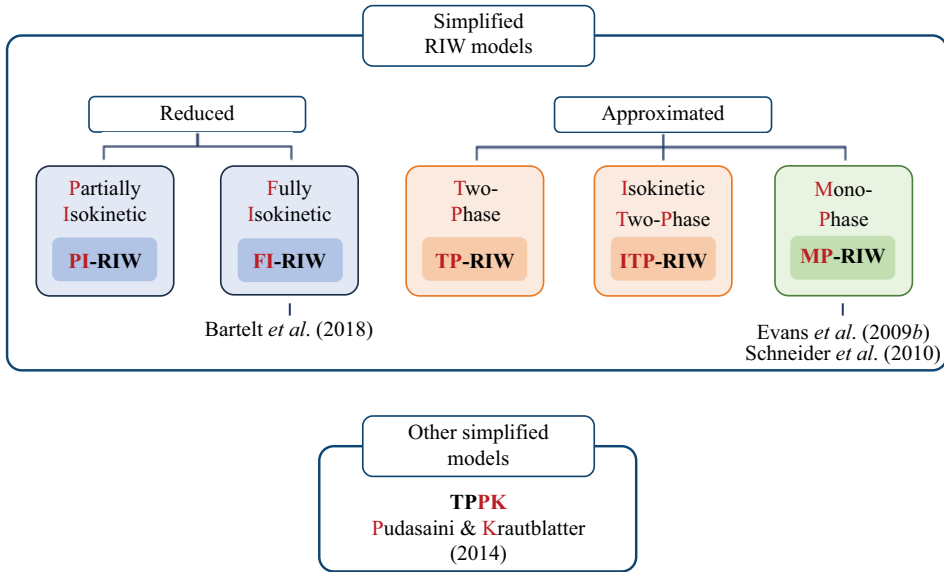 Simplified
RIW models
Reduced
Approximated
Partially
Isokinetic
PI-RIW
Fully
Isokinetic
FI-RIW
Two-
Phase
TP-RIW
Isokinetic
Two-Phase
ITP-RIW
Mono-
Phase
MP-RIW
Bartelt et al. (2018)
Evans et al. (2009b)
Schneider et al. (2010)
Other simplified
models
TPPK
Pudasaini & Krautblatter
(2014)